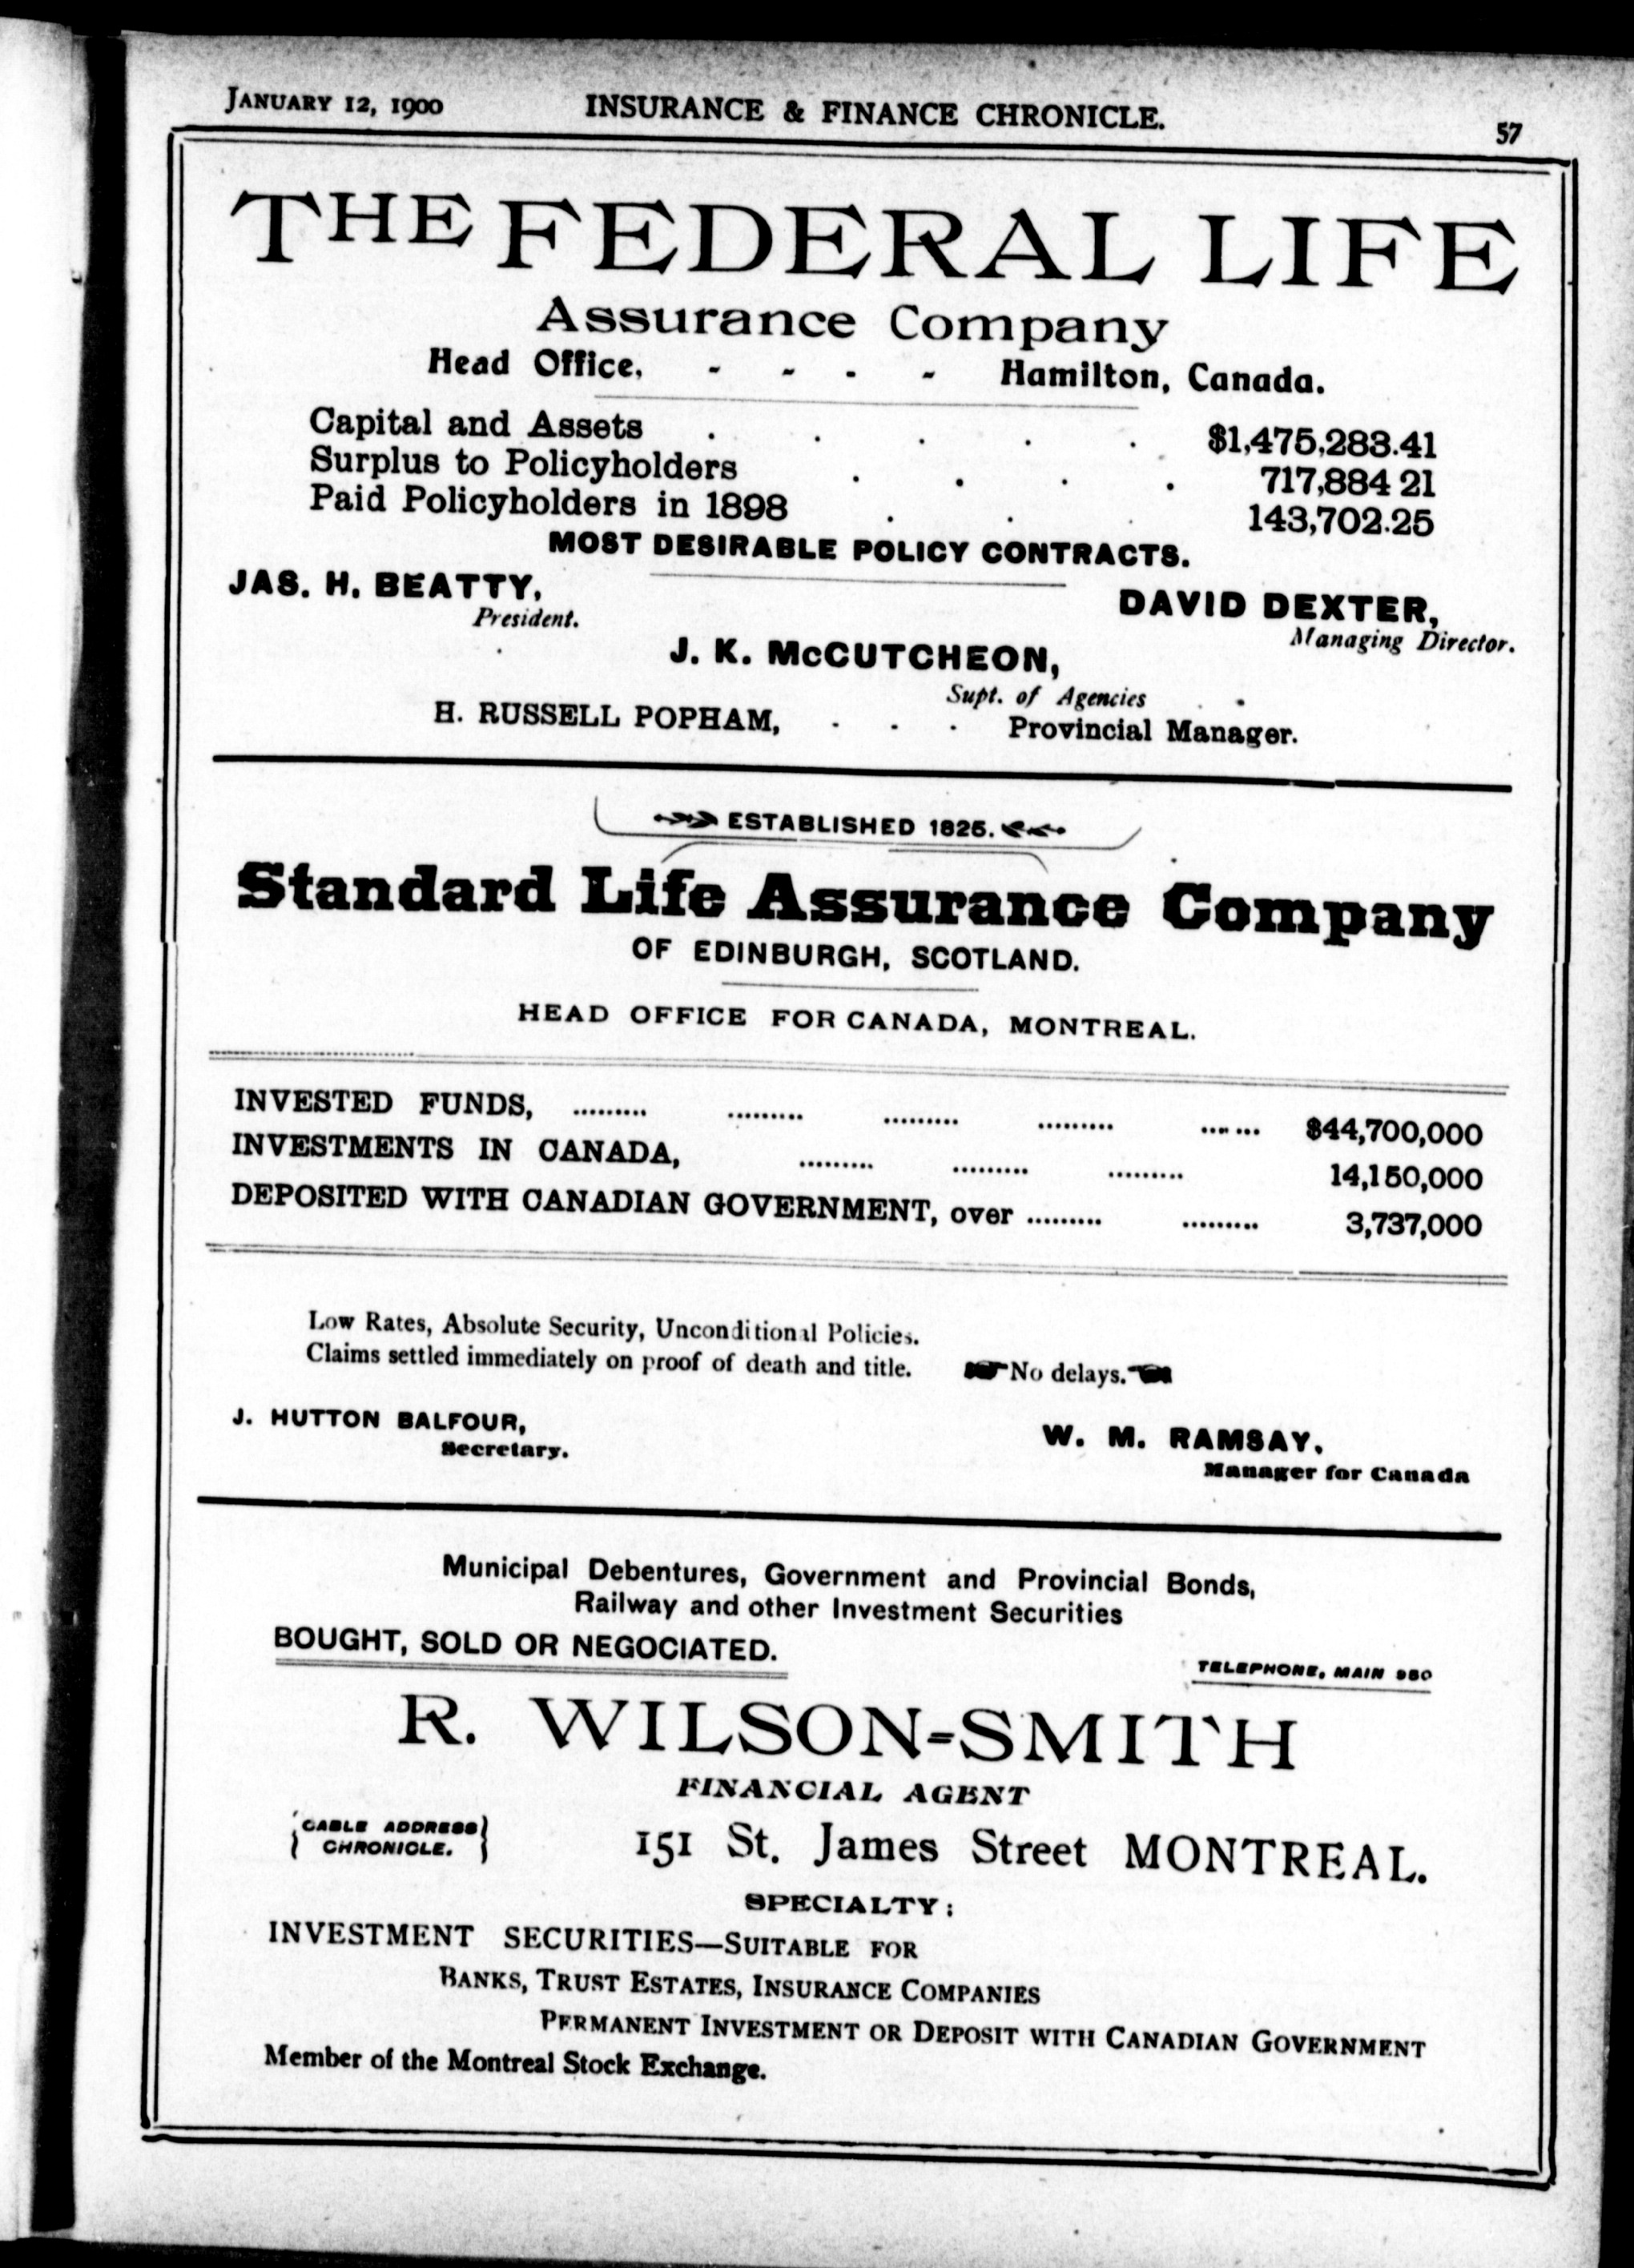 JANUARY 12, 1900 INSURANCE & FINANCE CHRONICLE. 57
THE FEDERAL LIFE
Assurance Company
Head Office, - - - - Hamilton, Canada.
Capital and Assets . . . . . $1,475,283.41
Surplus to Policyholders . . . . 717,884 21
Paid Policyholders in 1898 . . . 143,702.25
MOST DESIRABLE POLICY CONTRACTS.
JAS. H. BEATTY,
President.
DAVID DEXTER,
Managing Director.
J. K. McCUTCHEON,
Supt. of Agencies
H. RUSSELL POPHAM, - - - Provincial Manager.
ESTABLISHED 1825.
Standard Life Assurance Company
OF EDINBURGH, SCOTLAND.
HEAD OFFICE FOR CANADA, MONTREAL.
INVESTED FUNDS, ......... ......... ......... ......... ...... $44,700,000
INVESTMENTS IN CANADA, ......... ......... ......... 14,150,000
DEPOSITED WITH CANADIAN GOVERNMENT, over ......... ......... 3,737,000
Low Rates, Absolute Security, Unconditional Policies.
Claims settled immediately on proof of death and title. No delays.
J. HUTTON BALFOUR,
Secretary.
W. M. RAMSAY,
Manager for Canada
Municipal Debentures, Government and Provincial Bonds,
Railway and other Investment Securities
BOUGHT, SOLD OR NEGOCIATED.
TELEPHONE, MAIN 950
R. WILSON-SMITH
FINANCIAL AGENT
CABLE ADDRESS
CHRONICLE.
151 St. James Street MONTREAL.
SPECIALTY:
INVESTMENT SECURITIES—SUITABLE FOR
BANKS, TRUST ESTATES, INSURANCE COMPANIES
PERMANENT INVESTMENT OR DEPOSIT WITH CANADIAN GOVERNMENT
Member of the Montreal Stock Exchange.